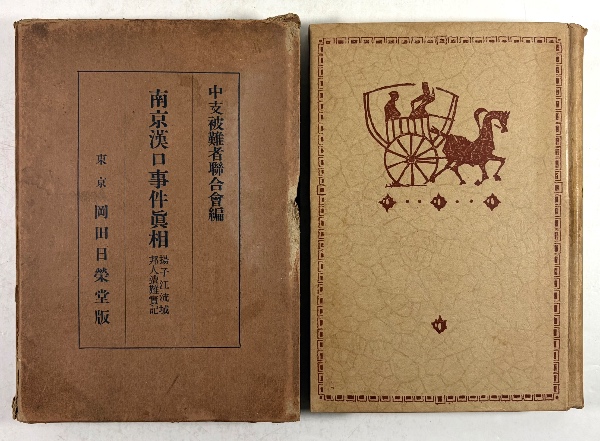 中支被難者聯合會編
南京漢口事件眞相
揚子江流域
邦人遭難實記
東京 岡田日榮堂版